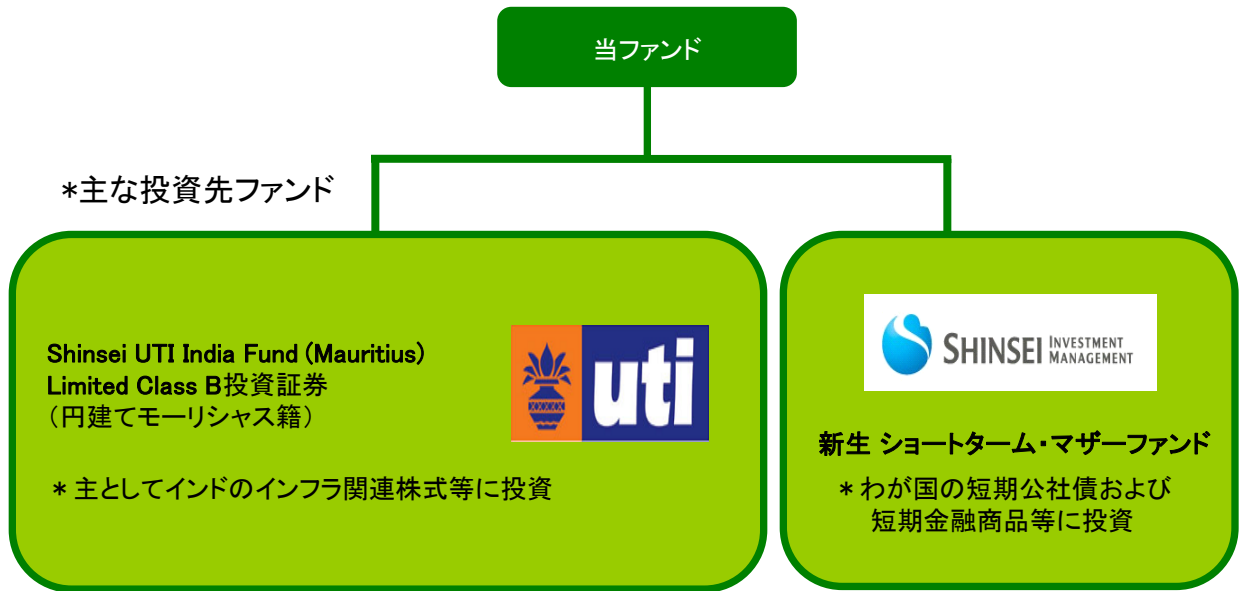 当ファンド
*主な投資先ファンド
Shinsei UTI India Fund (Mauritius)
Limited Class B投資証券
（円建てモーリシャス籍）
uti
* 主としてインドのインフラ関連株式等に投資
SHINSEI INVESTMENT
MANAGEMENT
新生 ショートターム・マザーファンド
* わが国の短期公社債および
短期金融商品等に投資